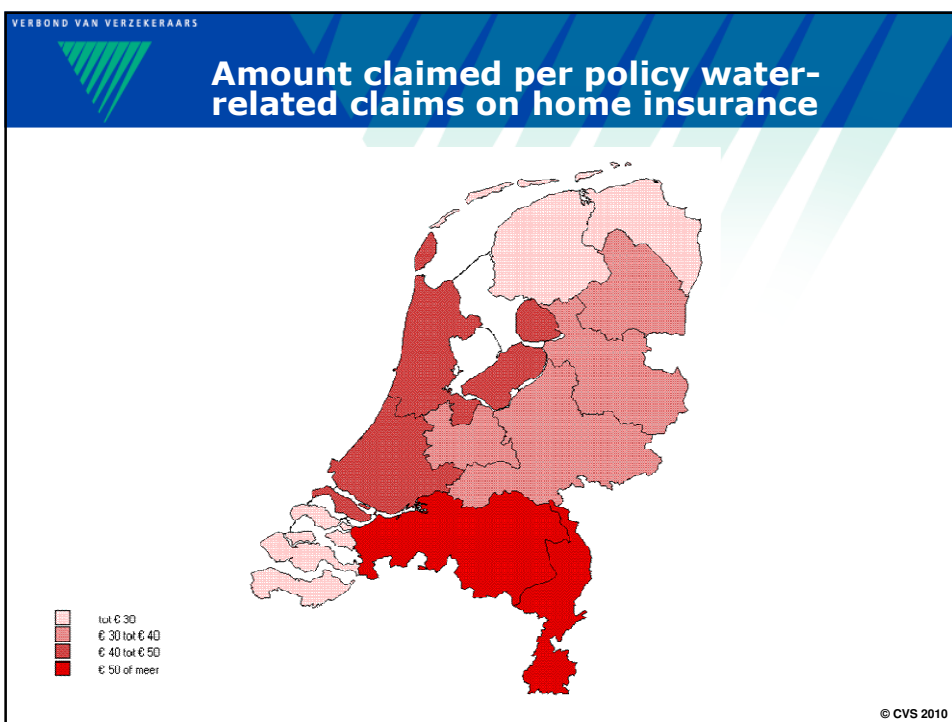 VERBOND VAN VERZEKERAARS
Amount claimed per policy water-
related claims on home insurance
tot € 30
€ 30 tot € 40
€ 40 tot € 50
€ 50 of meer
© CVS 2010